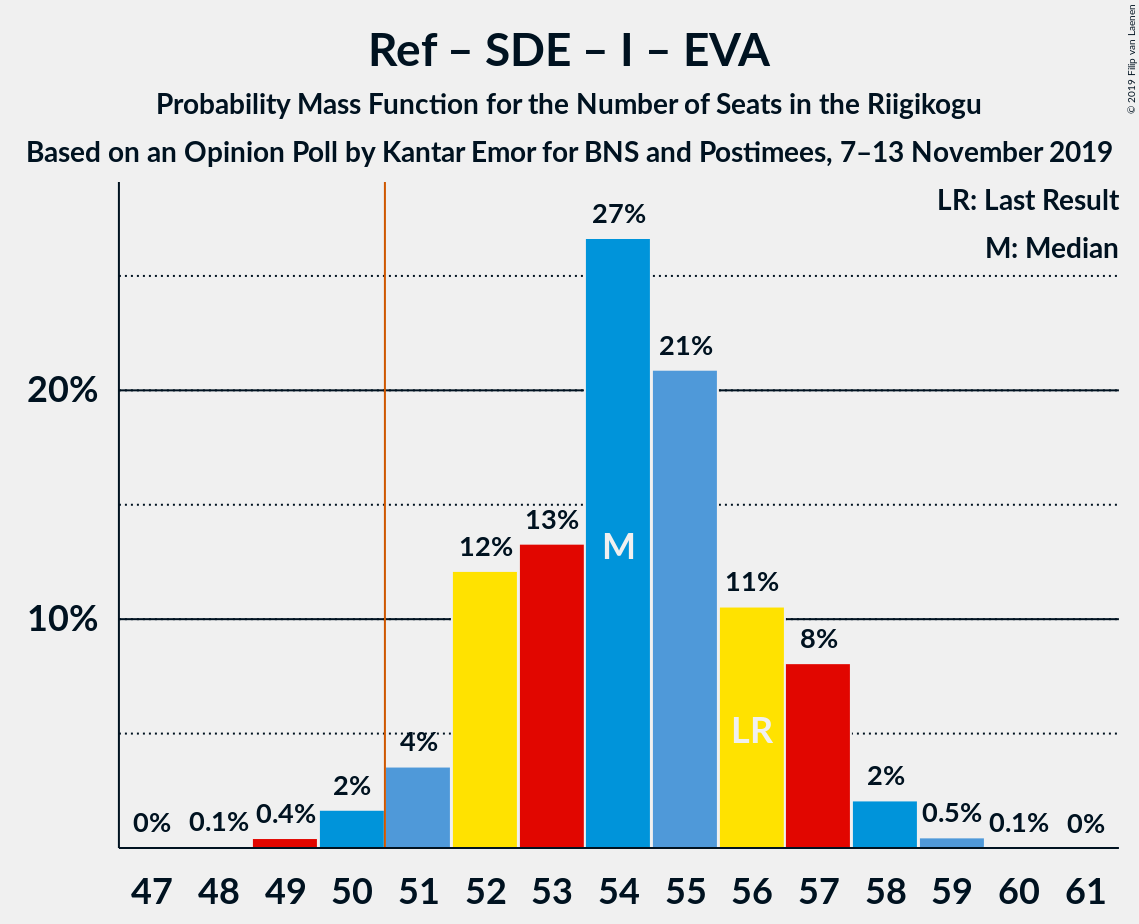 Ref – SDE – I – EVA
Probability Mass Function for the Number of Seats in the Riigikogu
Based on an Opinion Poll by Kantar Emor for BNS and Postimees, 7–13 November 2019
© 2019 Filip van Laenen
LR: Last Result
M: Median
20%
10%
0%
0.1%
0.4%
2%
4%
12%
13%
27%
21%
11%
8%
2%
0.5%
0.1%
0%
M
LR
47 48 49 50 51 52 53 54 55 56 57 58 59 60 61